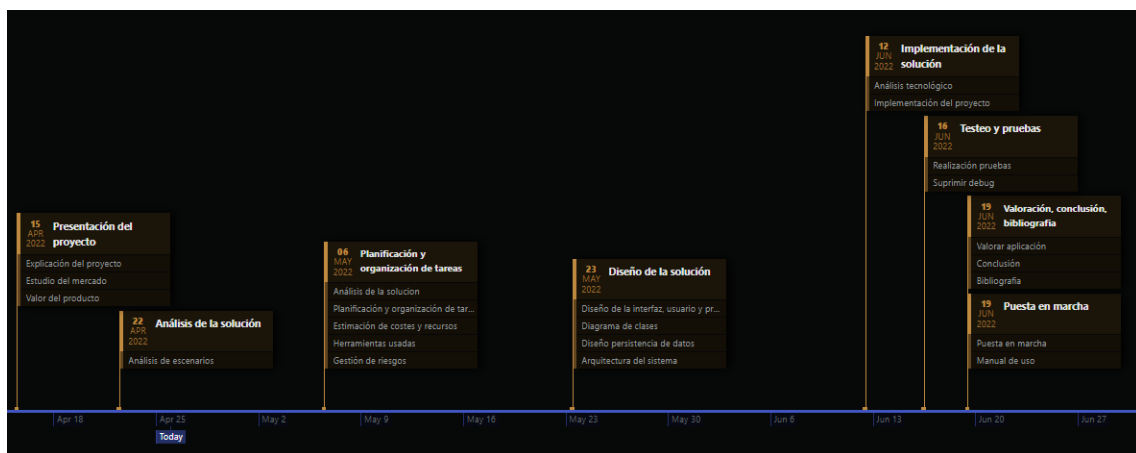 15
APR
2022
Presentación del
proyecto
Explicación del proyecto
Estudio del mercado
Valor del producto
22
APR
2022
Análisis de la solución
Análisis de escenarios
06
MAY
2022
Planificación y
organización de tareas
Análisis de la solucion
Planificación y organización de tar...
Estimación de costes y recursos
Herramientas usadas
Gestión de riesgos
23
MAY
2022
Diseño de la solución
Diseño de la interfaz, usuario y pr...
Diagrama de clases
Diseño persistencia de datos
Arquitectura del sistema
12
JUN
2022
Implementación de la
solución
Análisis tecnológico
Implementación del proyecto
16
JUN
2022
Testeo y pruebas
Realización pruebas
Suprimir debug
19
JUN
2022
Valoración, conclusión,
bibliografia
Valorar aplicación
Conclusión
Bibliografia
19
JUN
2022
Puesta en marcha
Puesta en marcha
Manual de uso
Apr 18
Apr 25
May 2
May 9
May 16
May 23
May 30
Jun 6
Jun 13
Jun 20
Jun 27
Today